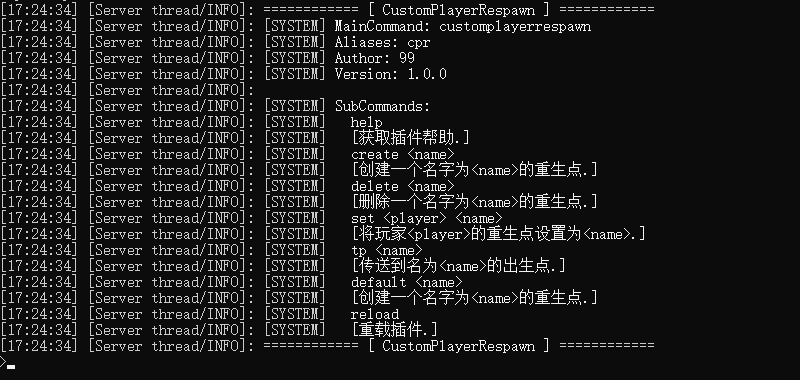 [17:24:34] [Server thread/INFO]: ============ [ CustomPlayerRespawn ] ============
[17:24:34] [Server thread/INFO]: [SYSTEM] MainCommand: customplayerrespawn
[17:24:34] [Server thread/INFO]: [SYSTEM] Aliases: cpr
[17:24:34] [Server thread/INFO]: [SYSTEM] Author: 99
[17:24:34] [Server thread/INFO]: [SYSTEM] Version: 1.0.0
[17:24:34] [Server thread/INFO]:
[17:24:34] [Server thread/INFO]: [SYSTEM] SubCommands:
[17:24:34] [Server thread/INFO]: [SYSTEM]   help
[17:24:34] [Server thread/INFO]: [SYSTEM]   [获取插件帮助.]
[17:24:34] [Server thread/INFO]: [SYSTEM]   create <name>
[17:24:34] [Server thread/INFO]: [SYSTEM]   [创建一个名字为<name>的重生点.]
[17:24:34] [Server thread/INFO]: [SYSTEM]   delete <name>
[17:24:34] [Server thread/INFO]: [SYSTEM]   [删除一个名字为<name>的重生点.]
[17:24:34] [Server thread/INFO]: [SYSTEM]   set <player> <name>
[17:24:34] [Server thread/INFO]: [SYSTEM]   [将玩家<player>的重生点设置为<name>.]
[17:24:34] [Server thread/INFO]: [SYSTEM]   tp <name>
[17:24:34] [Server thread/INFO]: [SYSTEM]   [传送到名为<name>的出生点.]
[17:24:34] [Server thread/INFO]: [SYSTEM]   default <name>
[17:24:34] [Server thread/INFO]: [SYSTEM]   [创建一个名字为<name>的重生点.]
[17:24:34] [Server thread/INFO]: [SYSTEM]   reload
[17:24:34] [Server thread/INFO]: [SYSTEM]   [重载插件.]
[17:24:34] [Server thread/INFO]: ============ [ CustomPlayerRespawn ] ============
>